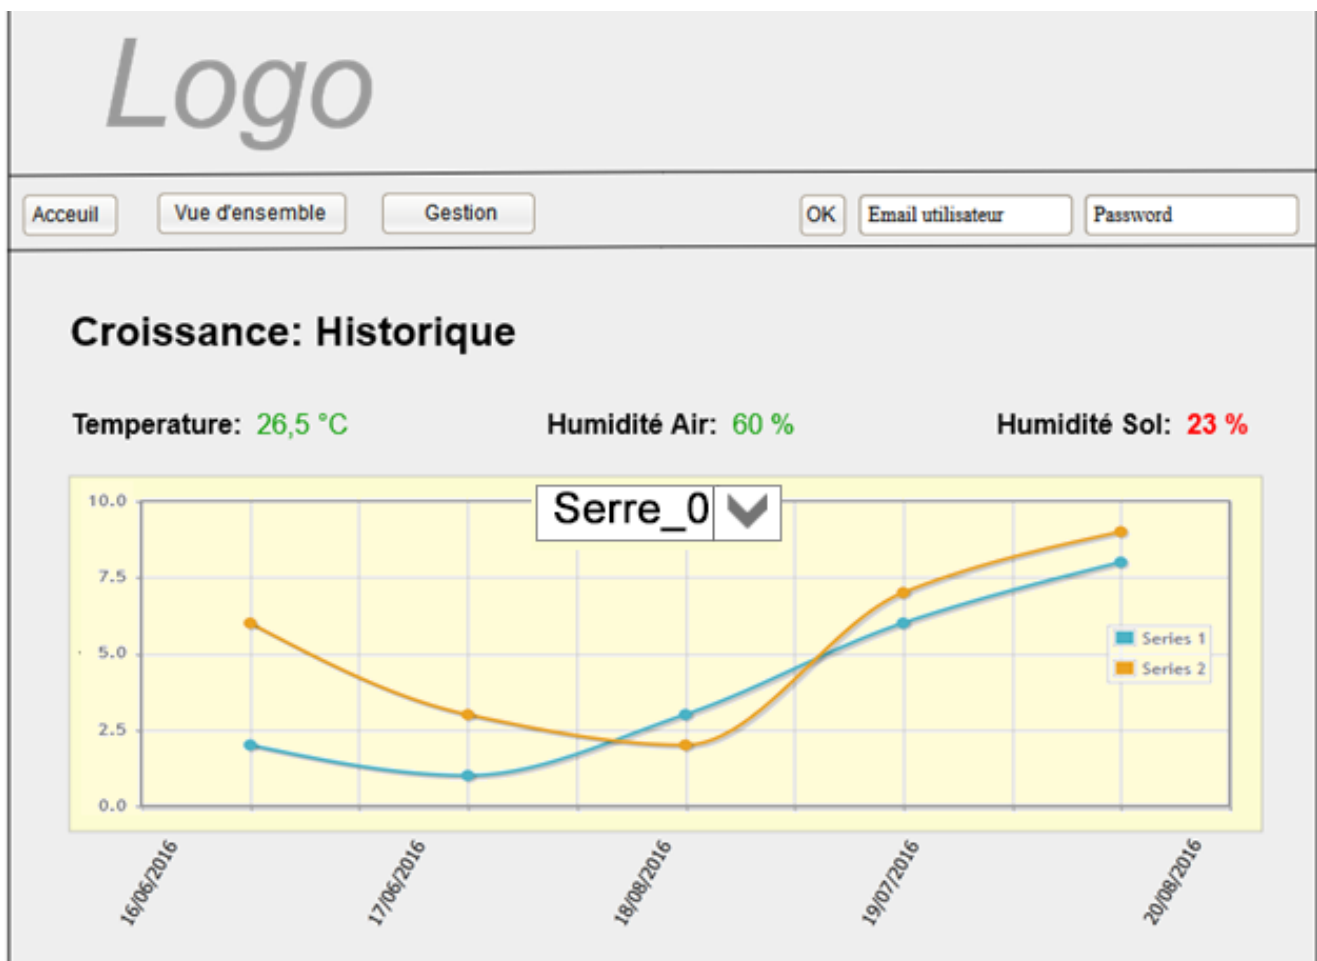 Logo
Acceuil Vue d'ensemble Gestion OK Email utilisateur Password
Croissance: Historique
Temperature: 26,5 °C Humidité Air: 60 % Humidité Sol: 23 %
Serre_0
10.0
7.5
5.0
2.5
0.0
Series 1
Series 2
16/06/2016 17/06/2016 18/08/2016 19/07/2016 20/08/2016